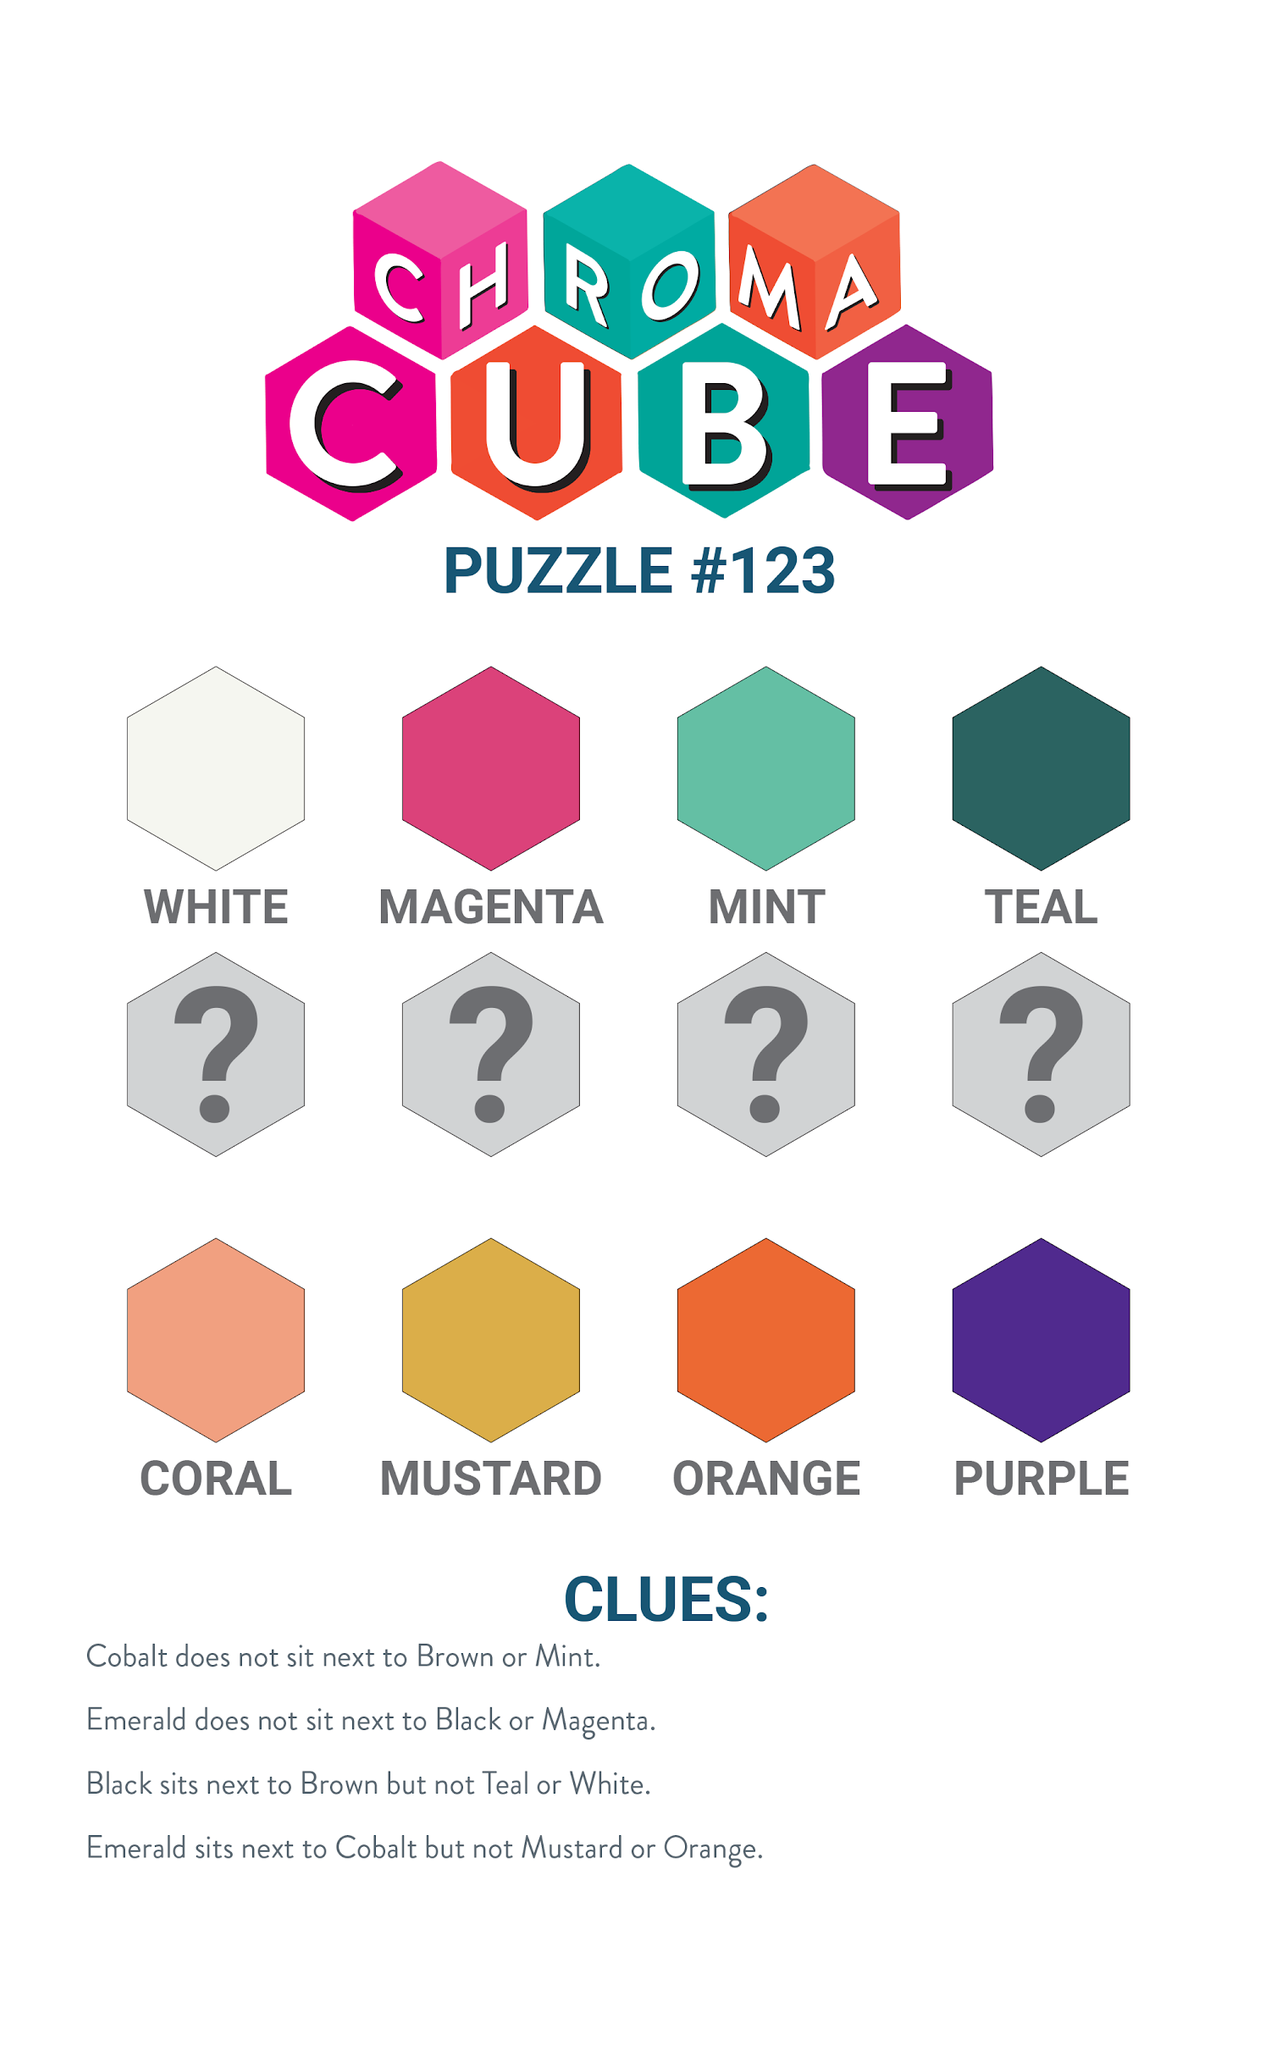 CHROMA
CUBE
PUZZLE #123
WHITE MAGENTA MINT TEAL
? ? ? ?
CORAL MUSTARD ORANGE PURPLE
CLUES:
Cobalt does not sit next to Brown or Mint.
Emerald does not sit next to Black or Magenta.
Black sits next to Brown but not Teal or White.
Emerald sits next to Cobalt but not Mustard or Orange.